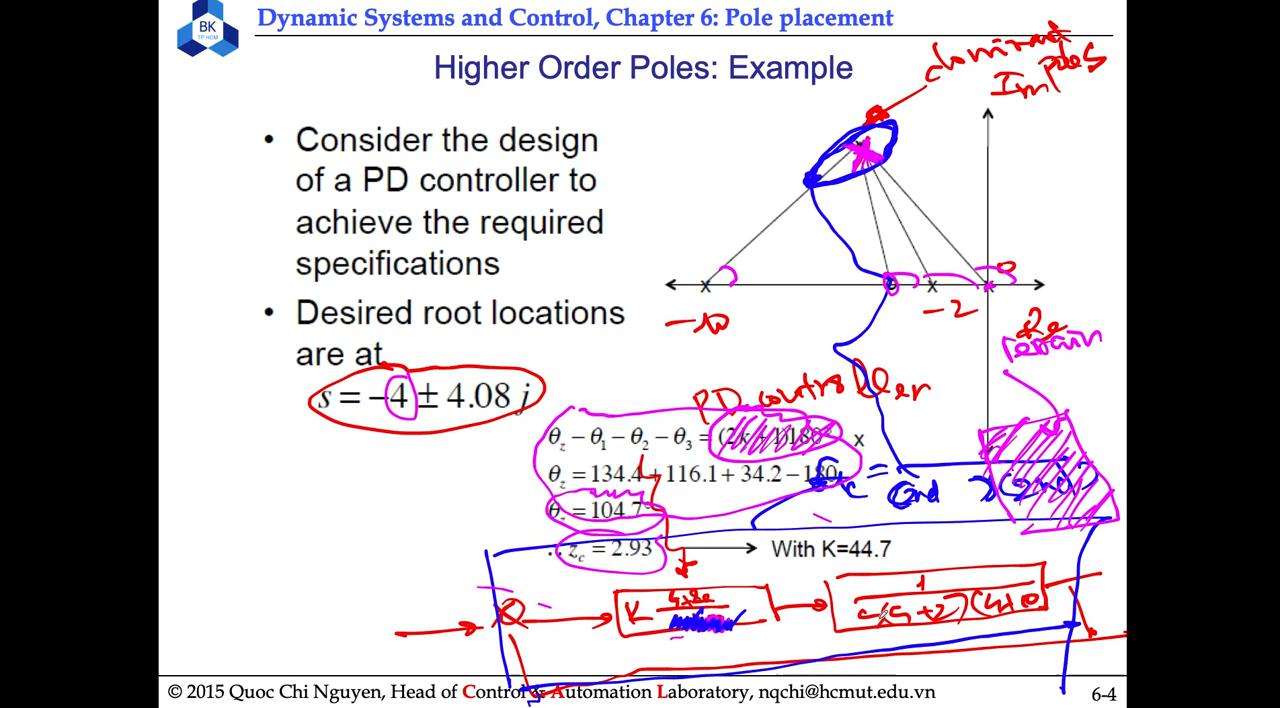 BK
TP.HCM
Dynamic Systems and Control, Chapter 6: Pole placement
Higher Order Poles: Example
dominant
poles
Im
• Consider the design
of a PD controller to
achieve the required
specifications
• Desired root locations
are at
s = −4 ± 4.08 j
x
x
x
0
−10
−2
Re
remain
PD controller
θz − θ1 − θ2 − θ3 = (2k + 1)180°
x
θz = 134.4 + 116.1 + 34.2 − 180
θz = 104.7°
∴ zc = 2.93
With K=44.7
K
1
© 2015 Quoc Chi Nguyen, Head of Control & Automation Laboratory, nqchi@hcmut.edu.vn
6-4